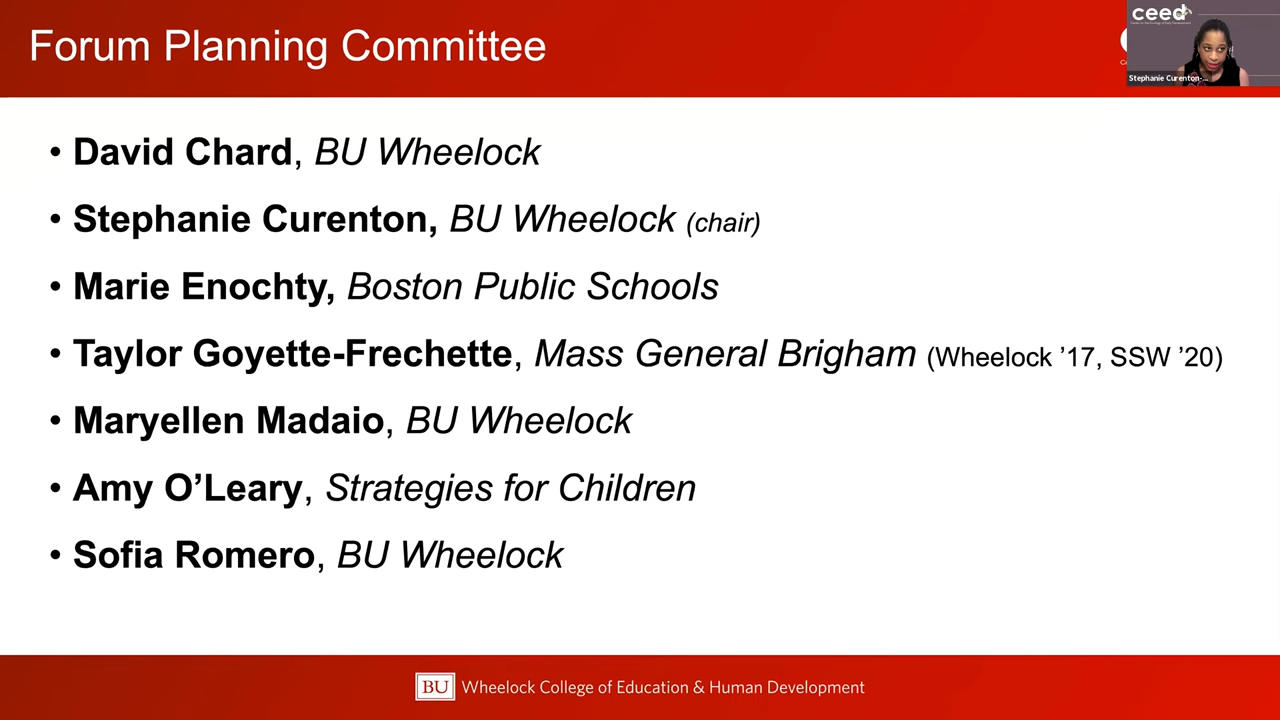 Forum Planning Committee
ceed
Stephanie Curenton-...
• David Chard, BU Wheelock
• Stephanie Curenton, BU Wheelock (chair)
• Marie Enochty, Boston Public Schools
• Taylor Goyette-Frechette, Mass General Brigham (Wheelock ’17, SSW ’20)
• Maryellen Madaio, BU Wheelock
• Amy O’Leary, Strategies for Children
• Sofia Romero, BU Wheelock
BU Wheelock College of Education & Human Development